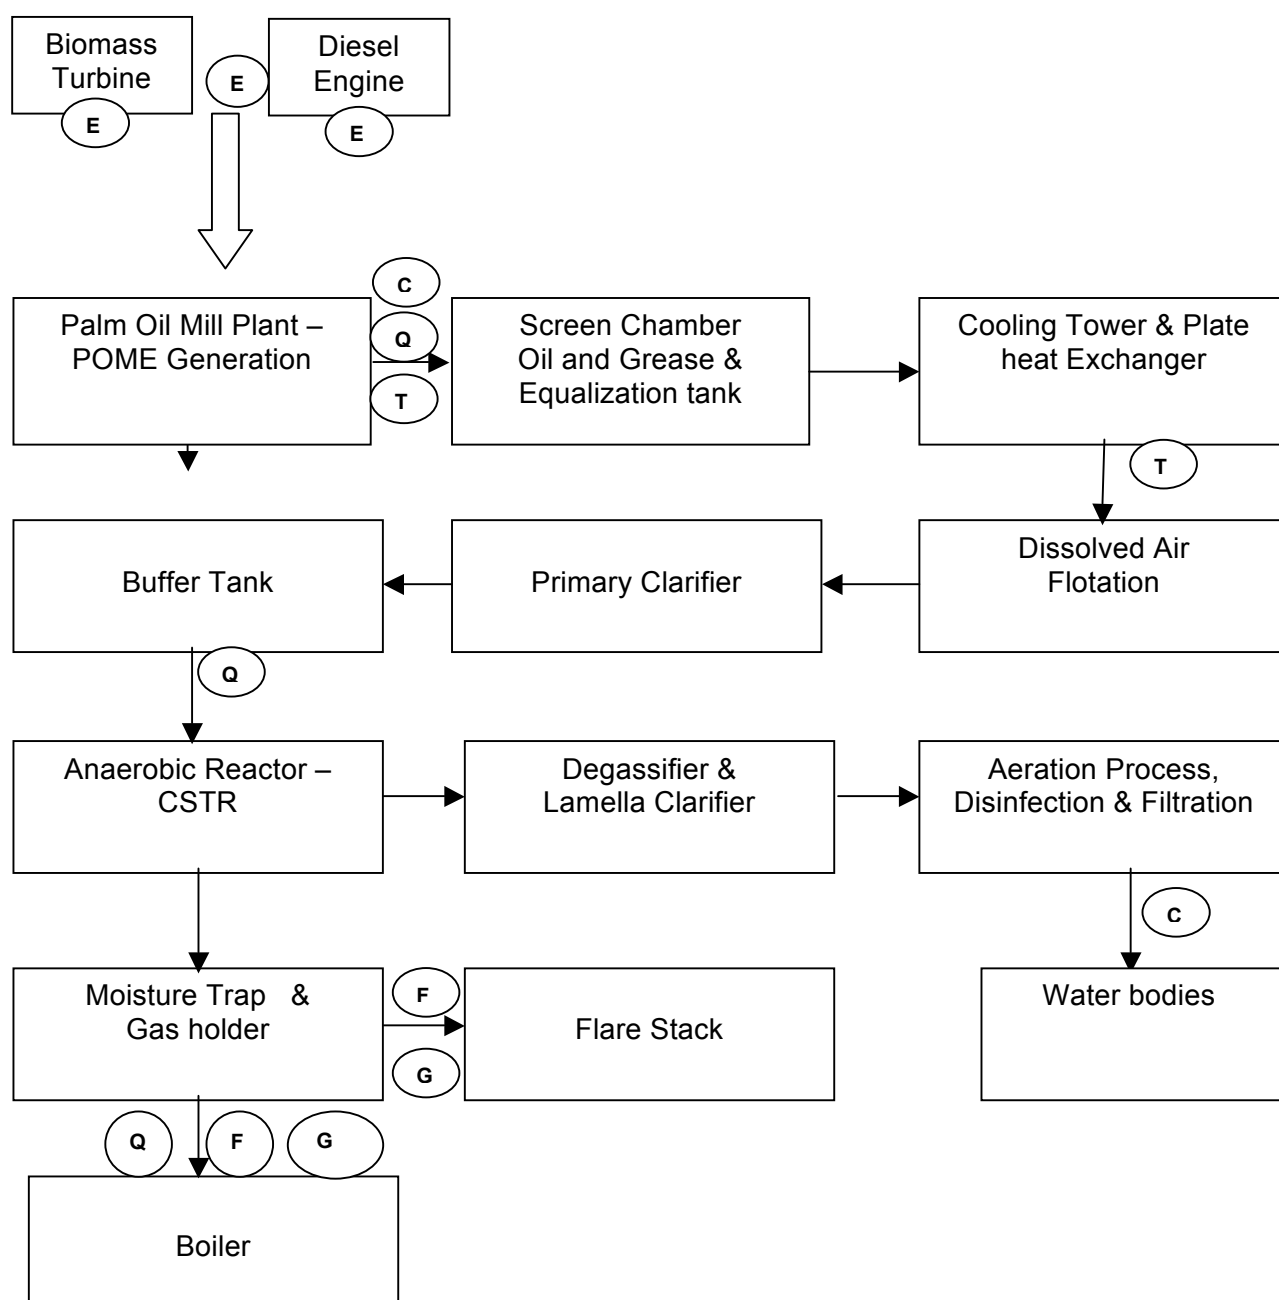 Biomass
Turbine
E
E
Diesel
Engine
E
Palm Oil Mill Plant –
POME Generation
C
Q
T
Screen Chamber
Oil and Grease &
Equalization tank
Cooling Tower & Plate
heat Exchanger
T
Buffer Tank
Primary Clarifier
Dissolved Air
Flotation
Q
Anaerobic Reactor –
CSTR
Degassifier &
Lamella Clarifier
Aeration Process,
Disinfection & Filtration
C
Moisture Trap &
Gas holder
F
G
Flare Stack
Water bodies
Q
F
G
Boiler